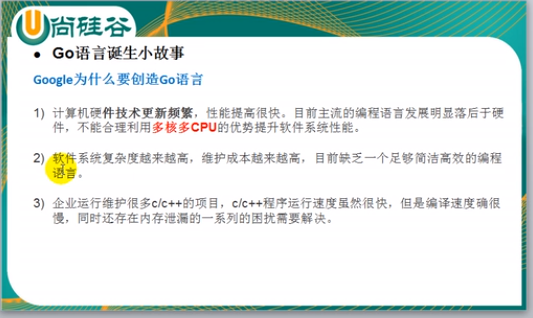 尚硅谷
● Go语言诞生小故事
Google为什么要创造Go语言
1) 计算机硬件技术更新频繁，性能提高很快。目前主流的编程语言发展明显落后于硬
件，不能合理利用多核多CPU的优势提升软件系统性能。
2) 软件系统复杂度越来越高，维护成本越来越高，目前缺乏一个足够简洁高效的编程
语言。
3) 企业运行维护很多c/c++的项目，c/c++程序运行速度虽然很快，但是编译速度确很
慢，同时还存在内存泄漏的一系列的困扰需要解决。